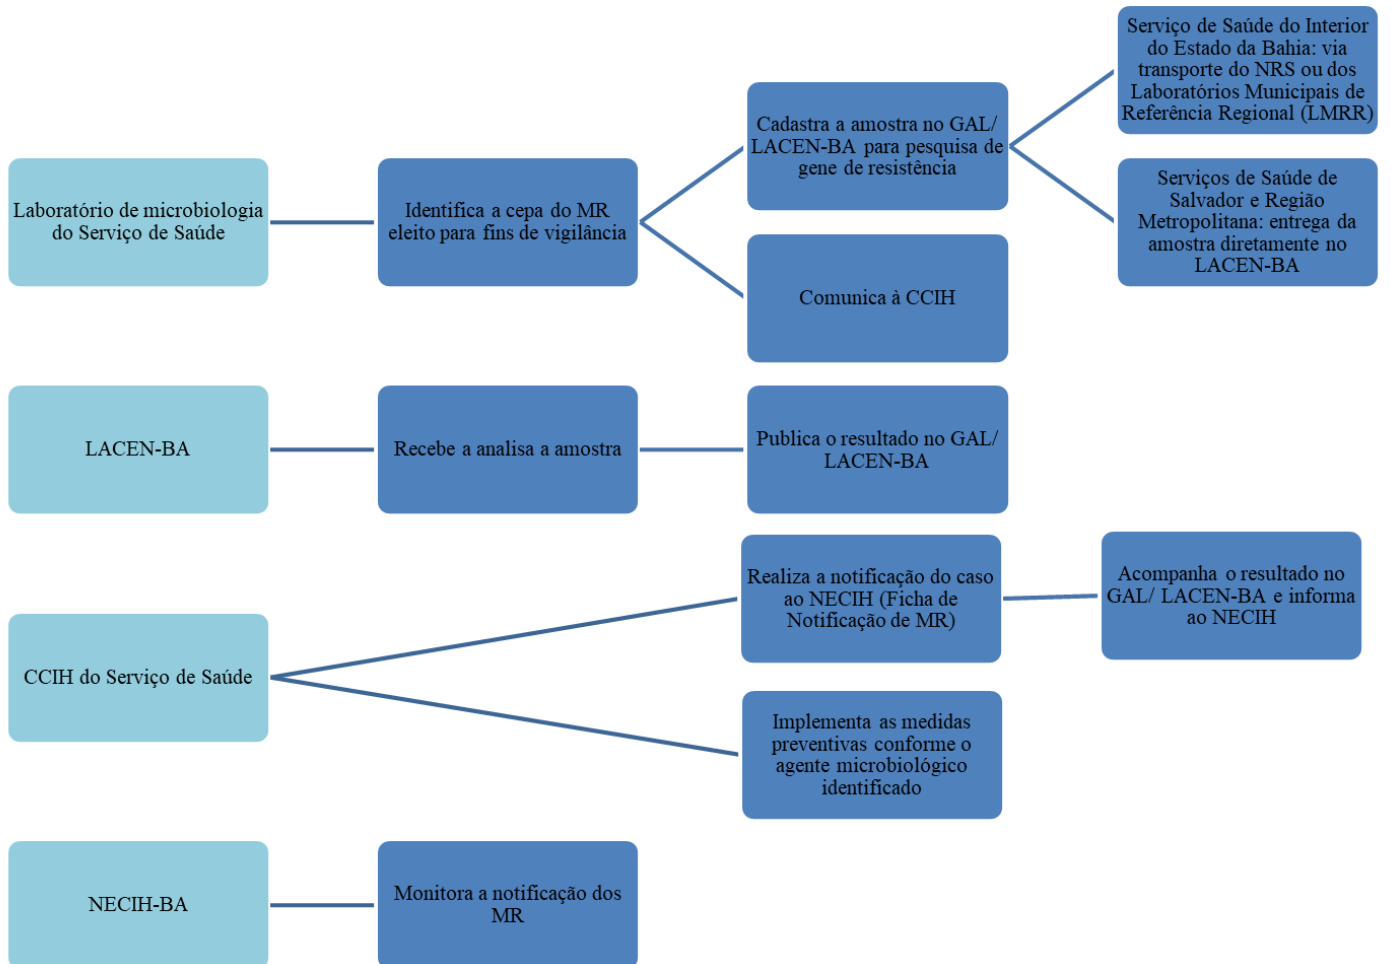 Laboratório de microbiologia
do Serviço de Saúde
Identifica a cepa do MR
eleito para fins de vigilância
Cadastra a amostra no GAL/
LACEN-BA para pesquisa de
gene de resistência
Serviço de Saúde do Interior
do Estado da Bahia: via
transporte do NRS ou dos
Laboratórios Municipais de
Referência Regional (LMRR)
Serviços de Saúde de
Salvador e Região
Metropolitana: entrega da
amostra diretamente no
LACEN-BA
Comunica à CCIH
LACEN-BA
Recebe a analisa a amostra
Publica o resultado no GAL/
LACEN-BA
CCIH do Serviço de Saúde
Realiza a notificação do caso
ao NECIH (Ficha de
Notificação de MR)
Acompanha o resultado no
GAL/ LACEN-BA e informa
ao NECIH
Implementa as medidas
preventivas conforme o
agente microbiológico
identificado
NECIH-BA
Monitora a notificação dos
MR